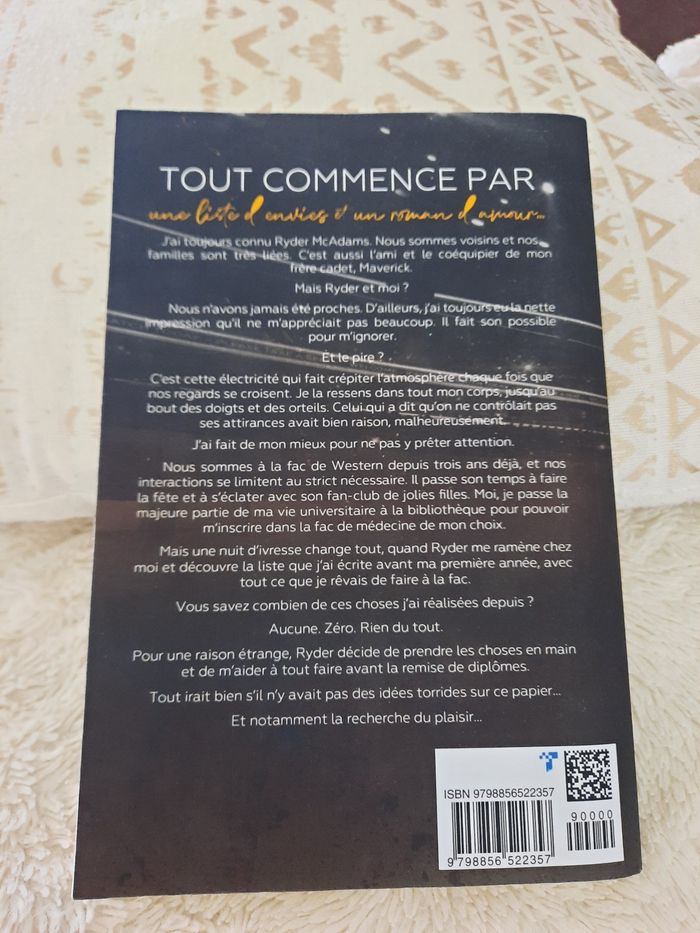 TOUT COMMENCE PAR
une liste d'envies & un roman d'amour...
J'ai toujours connu Ryder McAdams. Nous sommes voisins et nos
familles sont très liées. C'est aussi l'ami et le coéquipier de mon
frère cadet, Maverick.
Mais Ryder et moi ?
Nous n'avons jamais été proches. D'ailleurs, j'ai toujours eu la nette
impression qu'il ne m'appréciait pas beaucoup. Il fait son possible
pour m'ignorer.
Et le pire ?
C'est cette électricité qui fait crépiter l'atmosphère chaque fois que
nos regards se croisent. Je la ressens dans tout mon corps, jusqu'au
bout des doigts et des orteils. Celui qui a dit qu'on ne contrôlait pas
ses attirances avait bien raison, malheureusement.
J'ai fait de mon mieux pour ne pas y prêter attention.
Nous sommes à la fac de Western depuis trois ans déjà, et nos
interactions se limitent au strict nécessaire. Il passe son temps à faire
la fête et à s'éclater avec son fan-club de jolies filles. Moi, je passe la
majeure partie de ma vie universitaire à la bibliothèque pour pouvoir
m'inscrire dans la fac de médecine de mon choix.
Mais une nuit d'ivresse change tout, quand Ryder me ramène chez
moi et découvre la liste que j'ai écrite avant ma première année, avec
tout ce que je rêvais de faire à la fac.
Vous savez combien de ces choses j'ai réalisées depuis ?
Aucune. Zéro. Rien du tout.
Pour une raison étrange, Ryder décide de prendre les choses en main
et de m'aider à tout faire avant la remise de diplômes.
Tout irait bien s'il n'y avait pas des idées torrides sur ce papier...
Et notamment la recherche du plaisir...
ISBN 9798856522357
90000
9 798856 522357